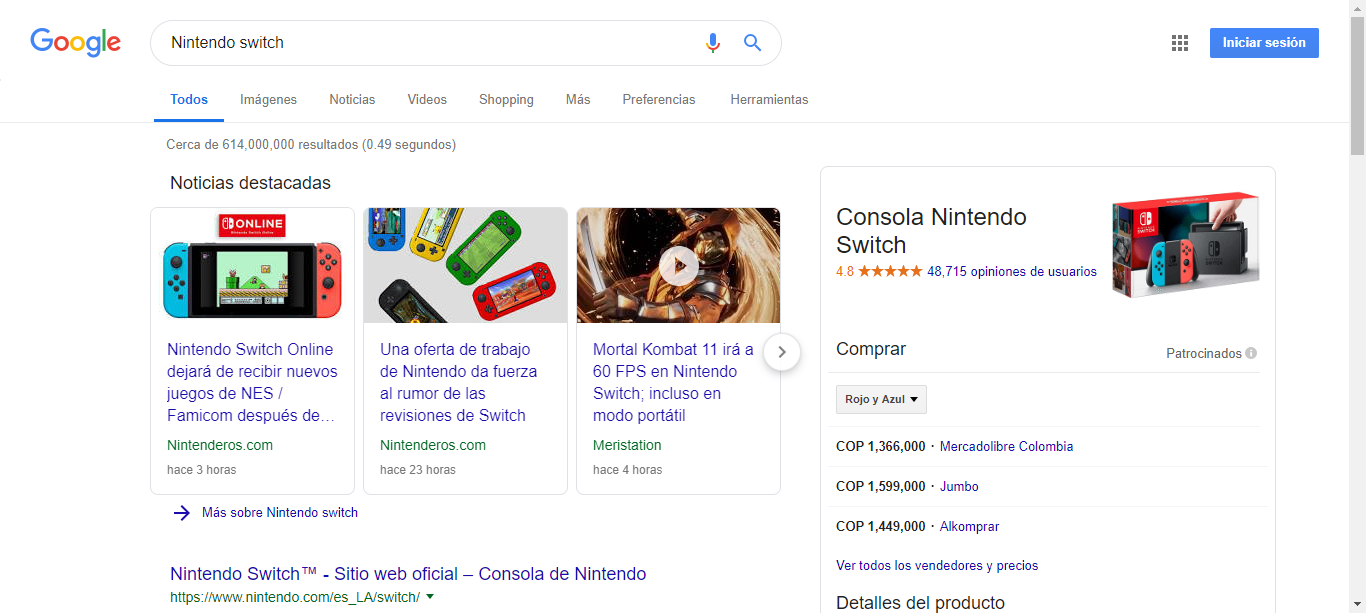 Google
Nintendo switch
Iniciar sesión
Todos
Imágenes
Noticias
Videos
Shopping
Más
Preferencias
Herramientas
Cerca de 614,000,000 resultados (0.49 segundos)
Noticias destacadas
ONLINE
Nintendo Switch Online
Nintendo Switch Online
dejará de recibir nuevos
juegos de NES /
Famicom después de…
Nintenderos.com
hace 3 horas
Una oferta de trabajo
de Nintendo da fuerza
al rumor de las
revisiones de Switch
Nintenderos.com
hace 23 horas
Mortal Kombat 11 irá a
60 FPS en Nintendo
Switch; incluso en
modo portátil
Meristation
hace 4 horas
Más sobre Nintendo switch
Nintendo Switch™ - Sitio web oficial – Consola de Nintendo
https://www.nintendo.com/es_LA/switch/
Consola Nintendo
Switch
4.8 ★★★★★ 48,715 opiniones de usuarios
SWITCH
Comprar
Patrocinados
Rojo y Azul
COP 1,366,000 · Mercadolibre Colombia
COP 1,599,000 · Jumbo
COP 1,449,000 · Alkomprar
Ver todos los vendedores y precios
Detalles del producto